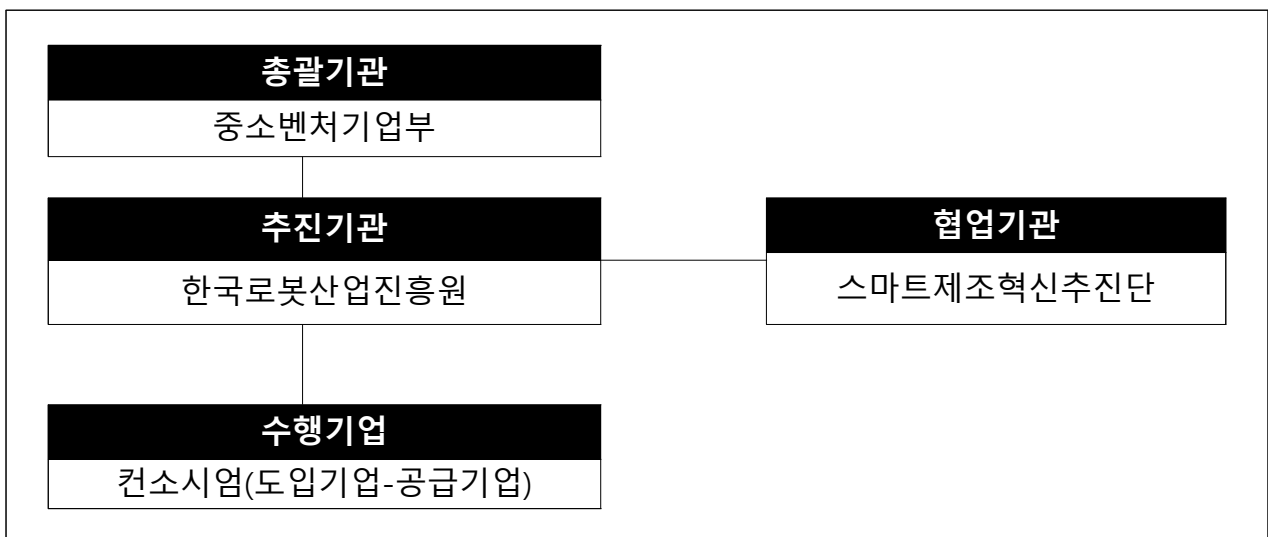 총괄기관
중소벤처기업부
추진기관
한국로봇산업진흥원
협업기관
스마트제조혁신추진단
수행기업
컨소시엄(도입기업-공급기업)